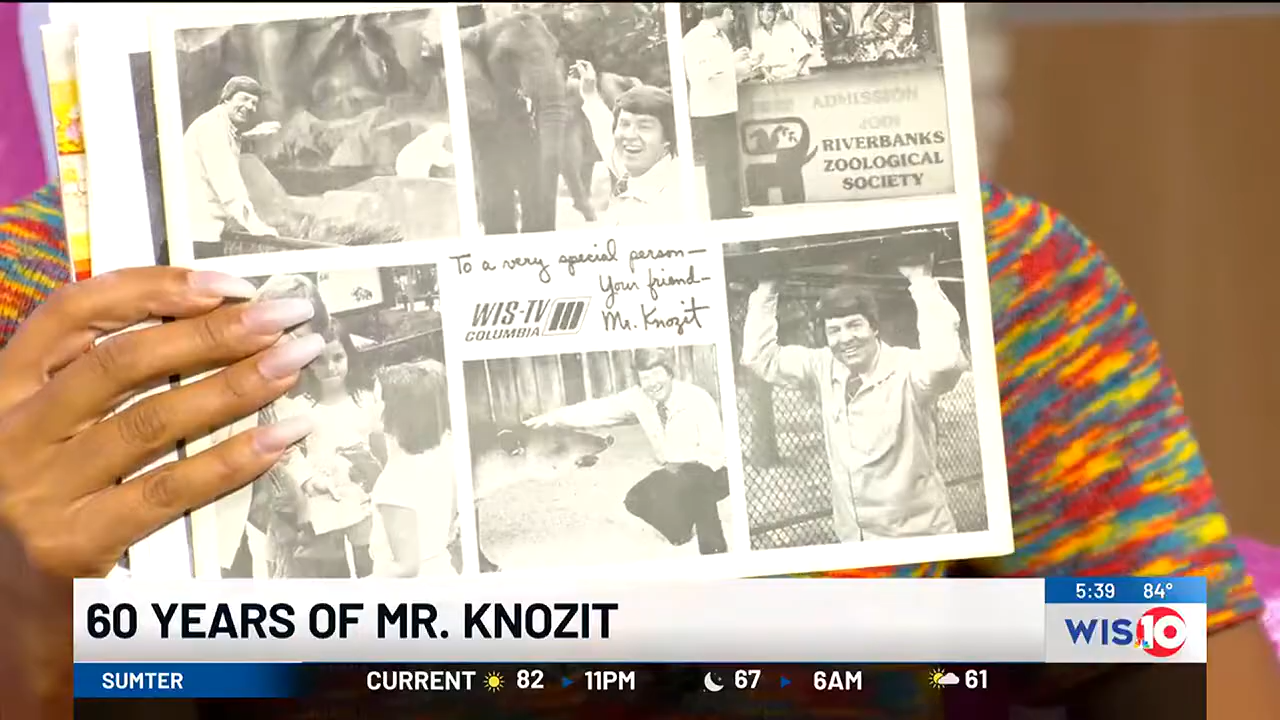 ADMISSION
JOIN
RIVERBANKS
ZOOLOGICAL
SOCIETY
To a very special person—
Your friend—
Mr. Knozit
WIS-TV
COLUMBIA
60 YEARS OF MR. KNOZIT
5:39 84°
WIS10
SUMTER CURRENT 82 11PM 67 6AM 61